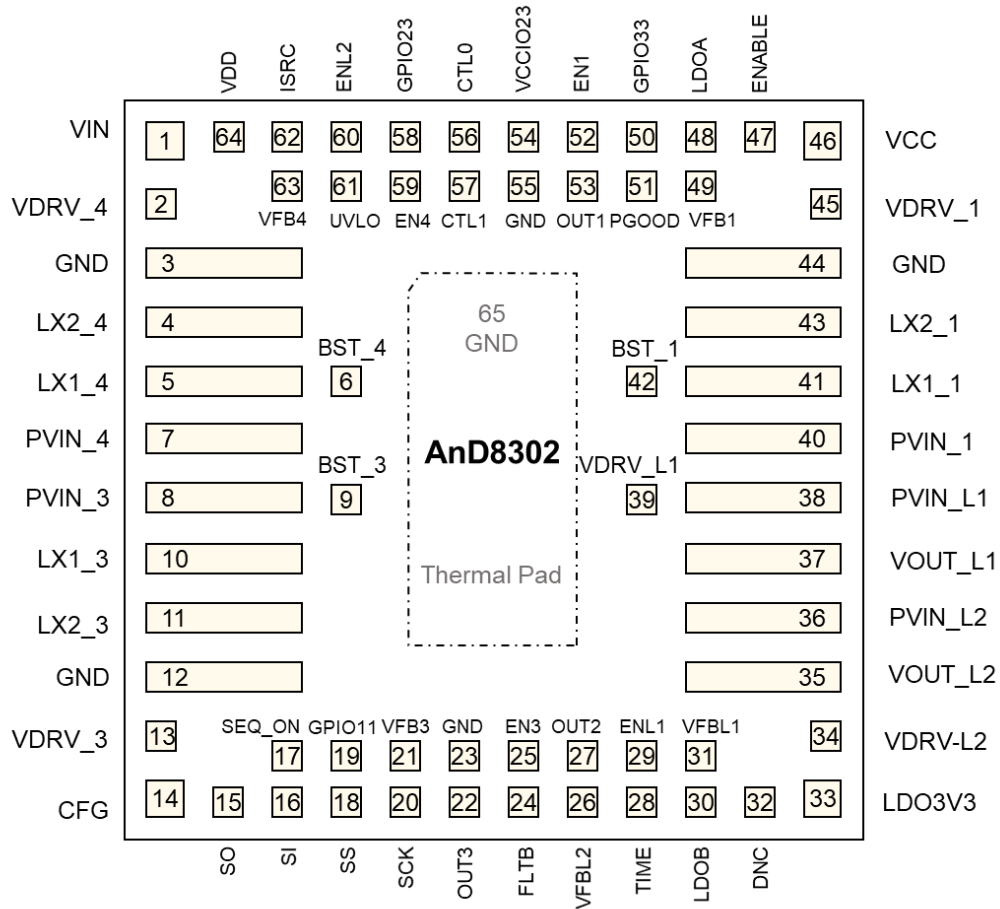 VDD
ISRC
ENL2
GPIO23
CTL0
VCCIO23
EN1
GPIO33
LDOA
ENABLE
VIN 1 64 62 60 58 56 54 52 50 48 47 46 VCC
63 61 59 57 55 53 51 49
VDRV_4 2 45 VDRV_1
VFB4 UVLO EN4 CTL1 GND OUT1 PGOOD VFB1
GND 3 44 GND
65
GND
LX2_4 4 43 LX2_1
BST_4 BST_1
LX1_4 5 6 42 41 LX1_1
PVIN_4 7 40 PVIN_1
AnD8302
BST_3 VDRV_L1
PVIN_3 8 9 39 38 PVIN_L1
LX1_3 10 37 VOUT_L1
Thermal Pad
LX2_3 11 36 PVIN_L2
GND 12 35 VOUT_L2
SEQ_ON GPIO11 VFB3 GND EN3 OUT2 ENL1 VFBL1
VDRV_3 13 34 VDRV-L2
17 19 21 23 25 27 29 31
CFG 14 15 16 18 20 22 24 26 28 30 32 33 LDO3V3
SO
SI
SS
SCK
OUT3
FLTB
VFBL2
TIME
LDOB
DNC